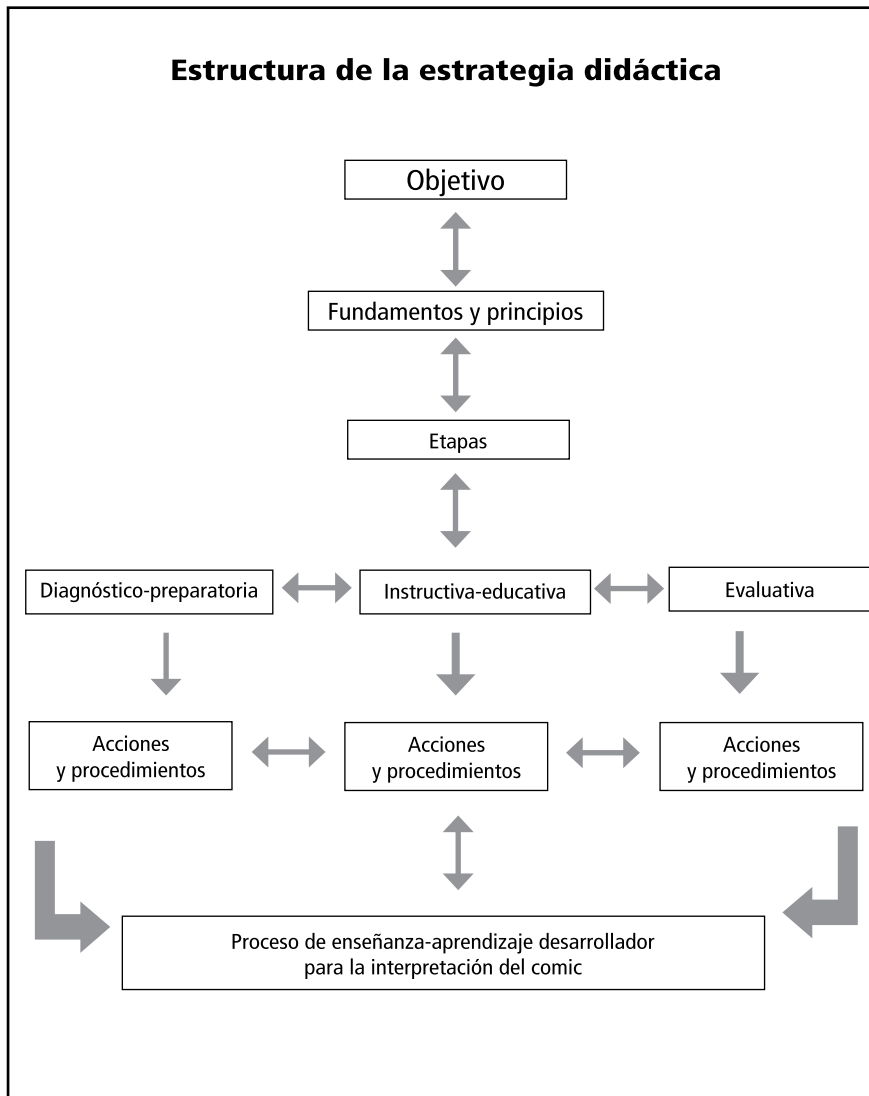 Estructura de la estrategia didáctica
Objetivo
Fundamentos y principios
Etapas
Diagnóstico-preparatoria
Instructiva-educativa
Evaluativa
Acciones
y procedimientos
Acciones
y procedimientos
Acciones
y procedimientos
Proceso de enseñanza-aprendizaje desarrollador
para la interpretación del comic